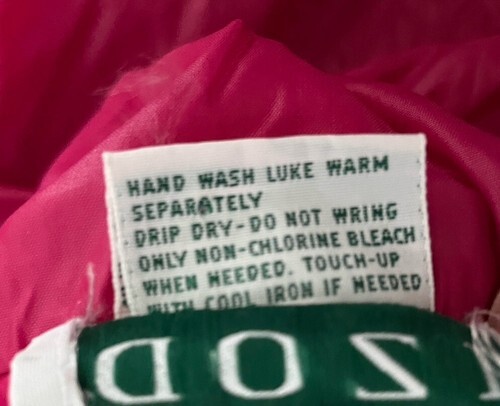 HAND WASH LUKE WARM
SEPARATELY
DRIP DRY-DO NOT WRING
ONLY NON-CHLORINE BLEACH
WHEN NEEDED. TOUCH-UP
WITH COOL IRON IF NEEDED
IZOD